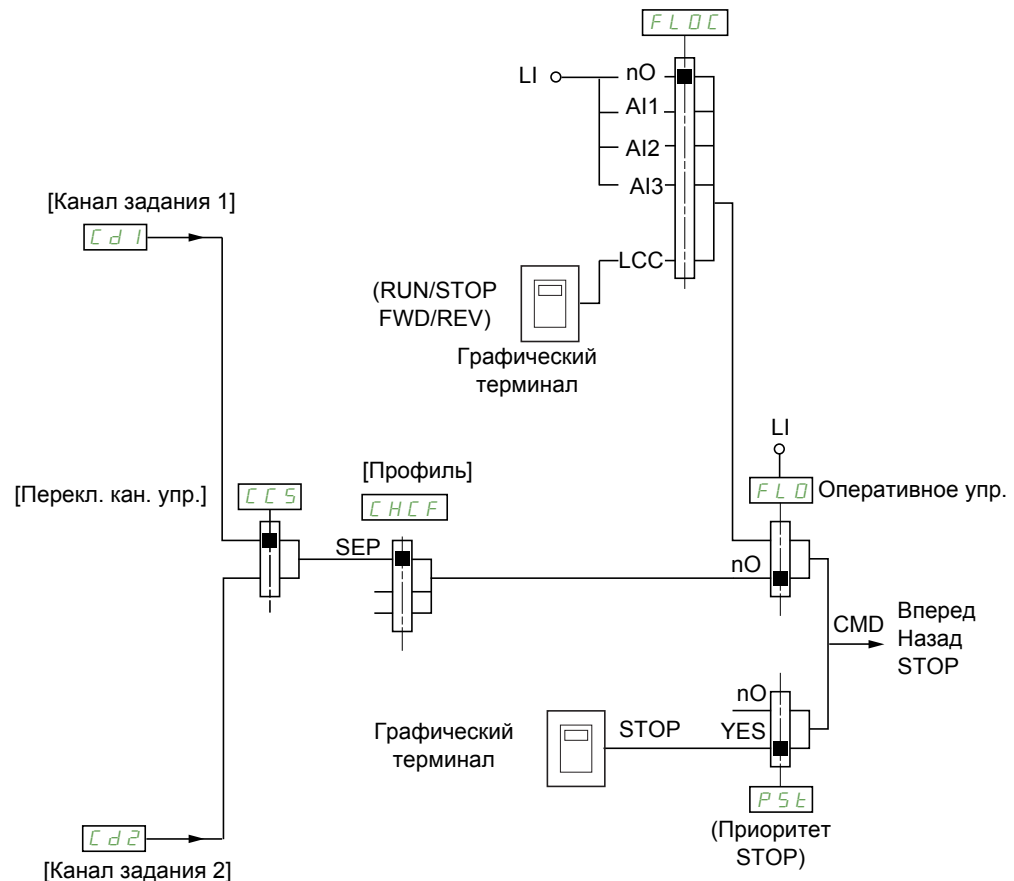 FLOC
LI
nO
AI1
AI2
AI3
LCC
[Канал задания 1]
Cd1
(RUN/STOP
FWD/REV)
Графический
терминал
LI
[Перекл. кан. упр.]
CCS
[Профиль]
CHCF
FLO
Оперативное упр.
SEP
nO
CMD
Вперед
Назад
STOP
nO
Графический
терминал
STOP
YES
PSt
(Приоритет
STOP)
Cd2
[Канал задания 2]